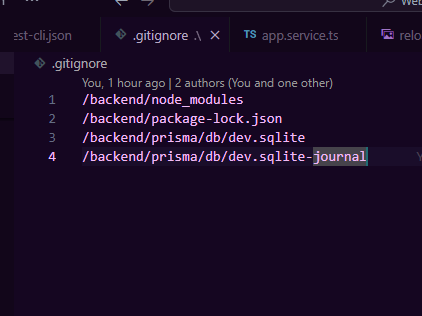 Web
est-cli.json
.gitignore .\
TS app.service.ts
relo
.gitignore
You, 1 hour ago | 2 authors (You and one other)
1 /backend/node_modules
2 /backend/package-lock.json
3 /backend/prisma/db/dev.sqlite
4 /backend/prisma/db/dev.sqlite-journal